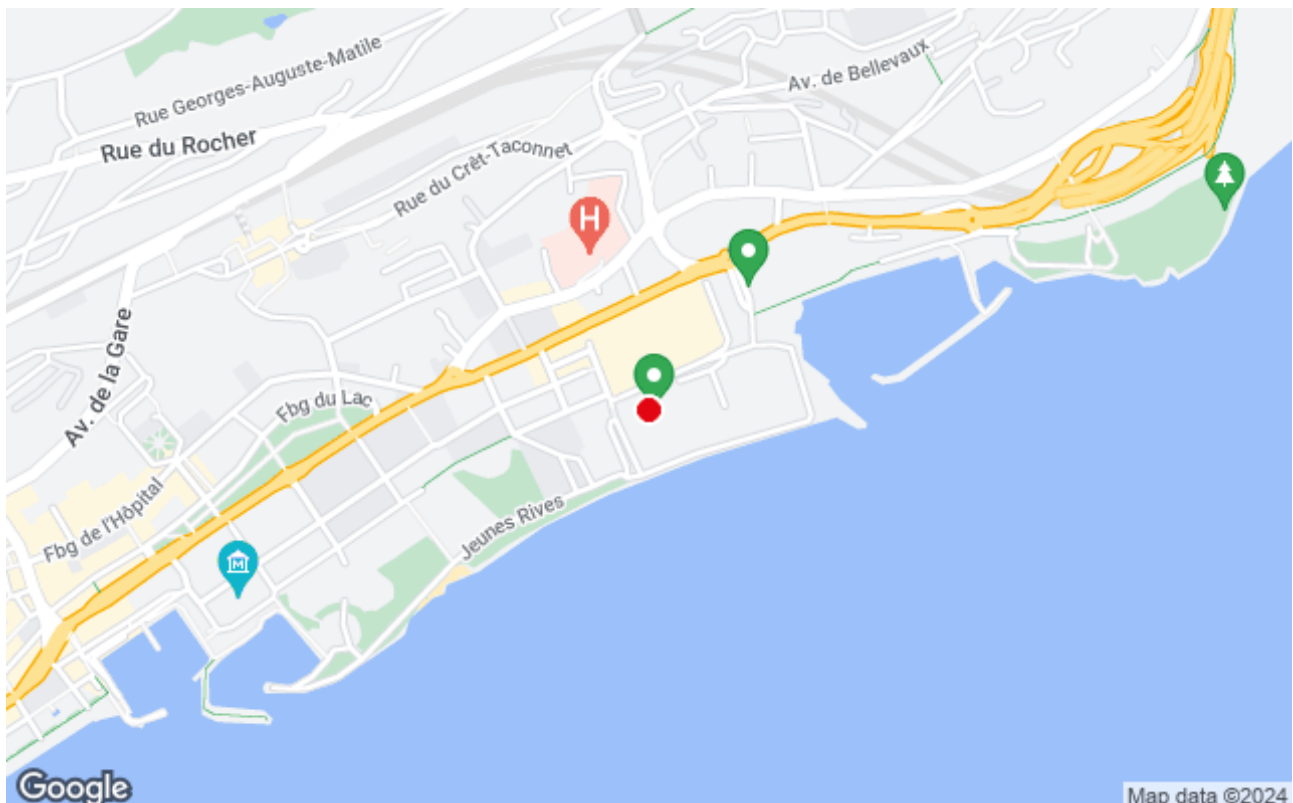 Rue Georges-Auguste-Matile
Av. de Bellevaux
Rue du Rocher
Rue du Crêt-Taconnet
H
Av. de la Gare
Fbg du Lac
Fbg de l'Hôpital
Jeunes Rives
M
Google
Map data ©2024